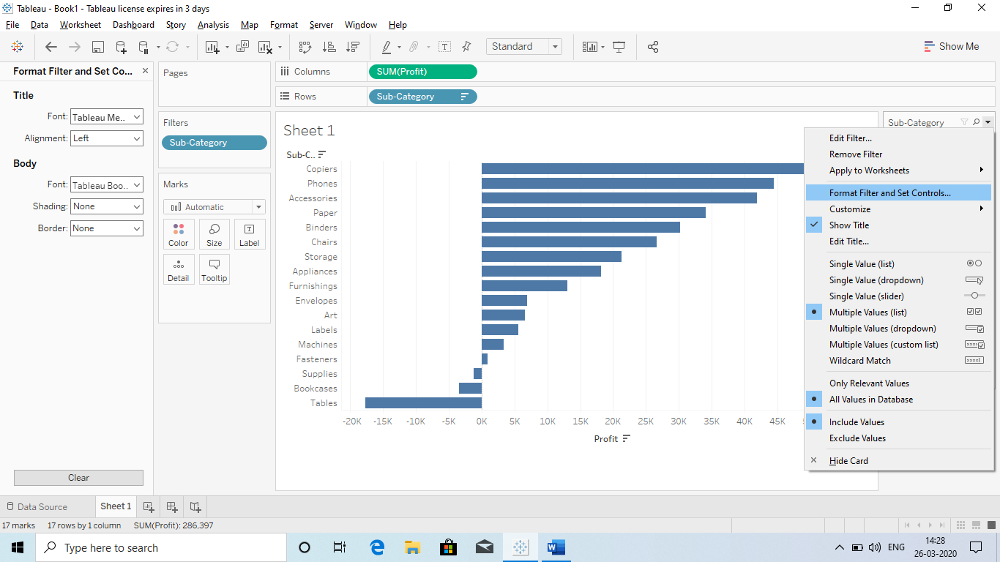 Tableau - Book1 - Tableau license expires in 3 days
File Data Worksheet Dashboard Story Analysis Map Format Server Window Help
Standard
Show Me
Format Filter and Set Co...
Title
Font: Tableau Me..
Alignment: Left
Body
Font: Tableau Boo..
Shading: None
Border: None
Clear
Pages
Filters
Sub-Category
Marks
Automatic
Color Size Label
Detail Tooltip
Columns SUM(Profit)
Rows Sub-Category
Sheet 1
Sub-C..
Copiers
Phones
Accessories
Paper
Binders
Chairs
Storage
Appliances
Furnishings
Envelopes
Art
Labels
Machines
Fasteners
Supplies
Bookcases
Tables
-20K -15K -10K -5K 0K 5K 10K 15K 20K 25K 30K 35K 40K 45K
Profit
Sub-Category
Edit Filter...
Remove Filter
Apply to Worksheets
Format Filter and Set Controls...
Customize
Show Title
Edit Title...
Single Value (list)
Single Value (dropdown)
Single Value (slider)
Multiple Values (list)
Multiple Values (dropdown)
Multiple Values (custom list)
Wildcard Match
Only Relevant Values
All Values in Database
Include Values
Exclude Values
Hide Card
Data Source Sheet 1
17 marks 17 rows by 1 column SUM(Profit): 286,397
Type here to search
ENG
14:28
26-03-2020